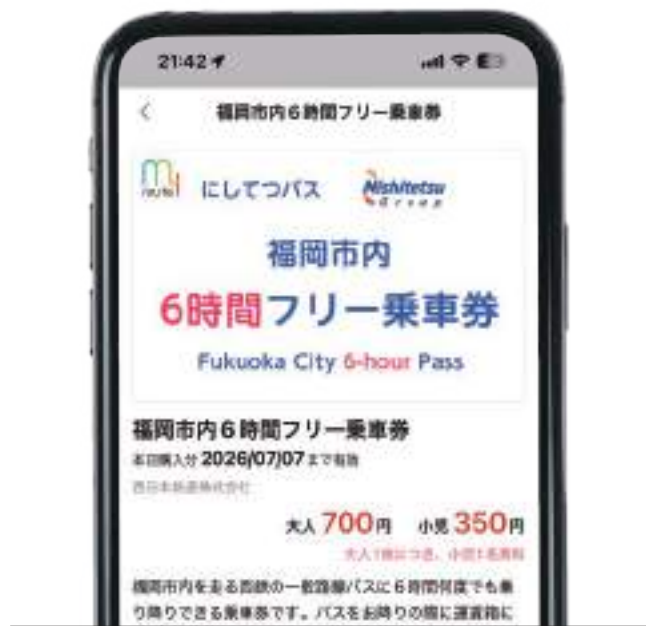 21:42
福岡市内6時間フリー乗車券
my route にしてつバス Nishitetsu Group
福岡市内
6時間フリー乗車券
Fukuoka City 6-hour Pass
福岡市内6時間フリー乗車券
本日購入分 2026/07/07 まで有効
西日本鉄道株式会社
大人 700円 小児 350円
大人1枚につき、小児1名無料
福岡市内を走る西鉄の一般路線バスに6時間何度でも乗
り降りできる乗車券です。バスをお降りの際に運賃箱に